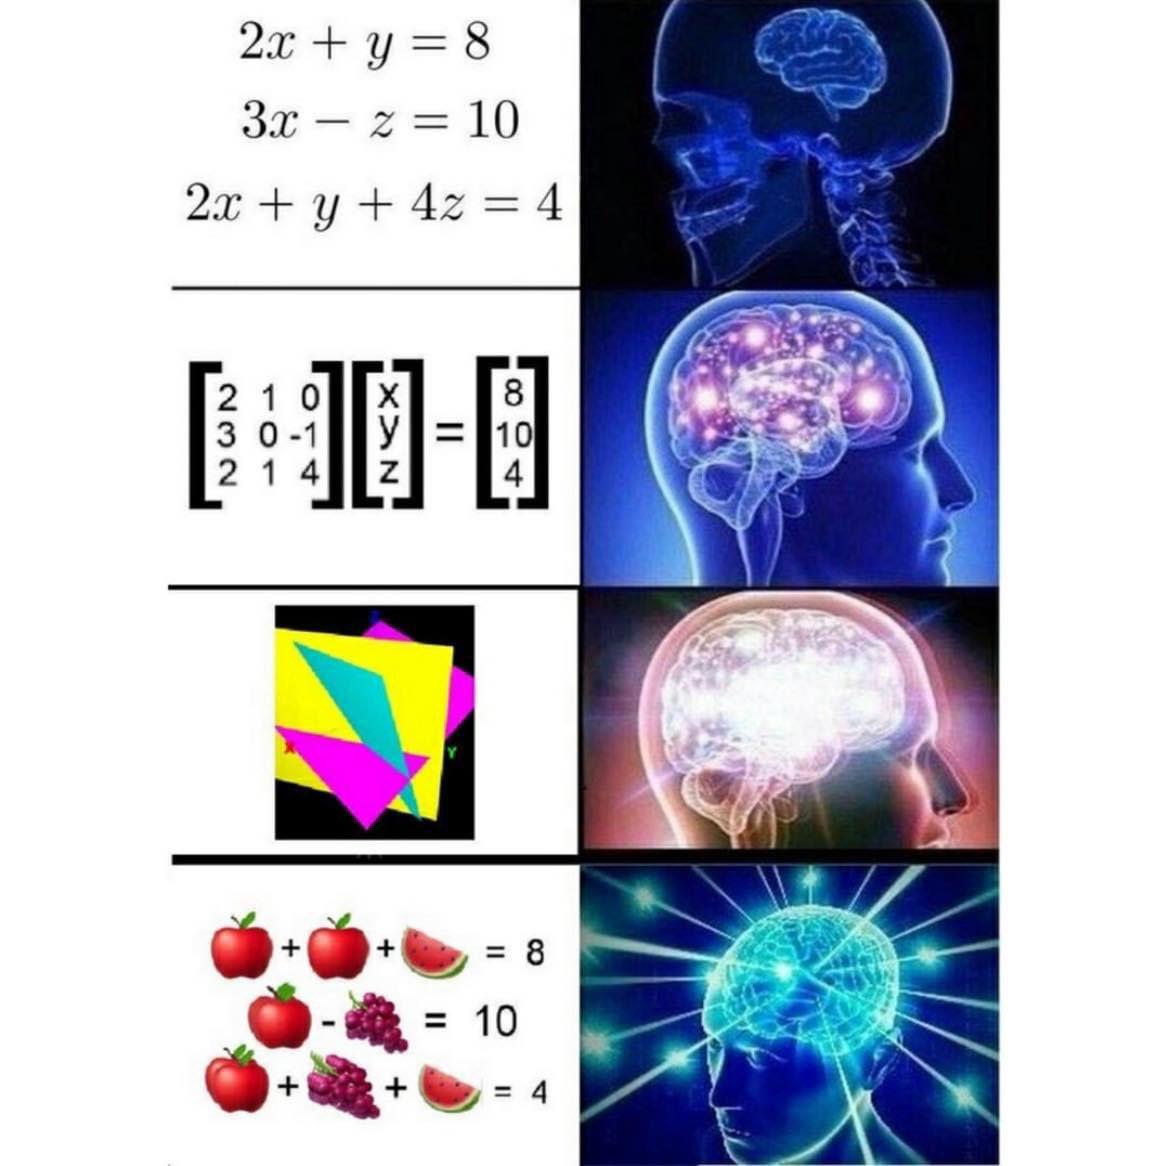 2x + y = 8
3x − z = 10
2x + y + 4z = 4
[2 1 0] [x] = [8]
[3 0 -1] [y] [10]
[2 1 4] [z] [4]
Z
X Y
🍎 + 🍎 + 🍉 = 8
🍎 - 🍇 = 10
🍎 + 🍇 + 🍉 = 4